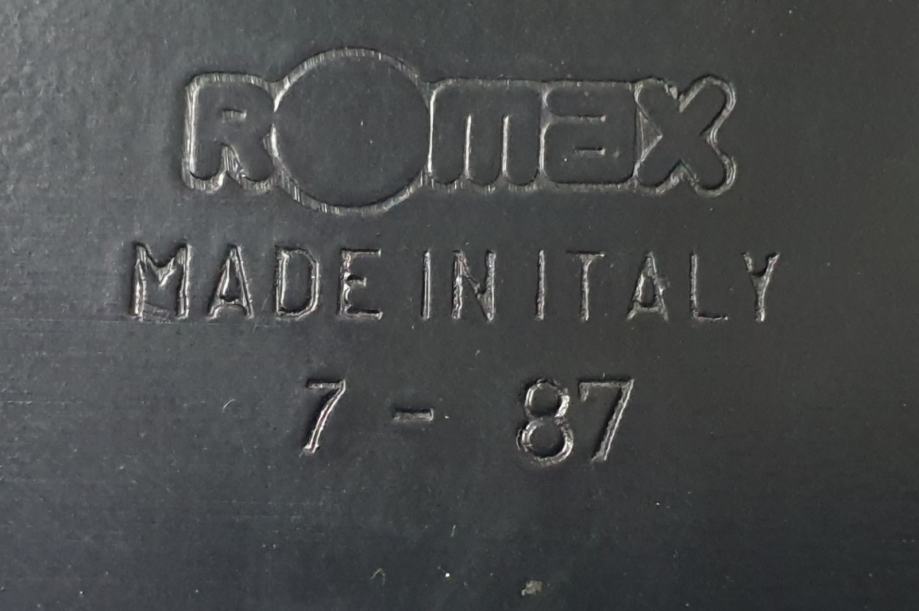 ROmax
MADE IN ITALY
7 - 87